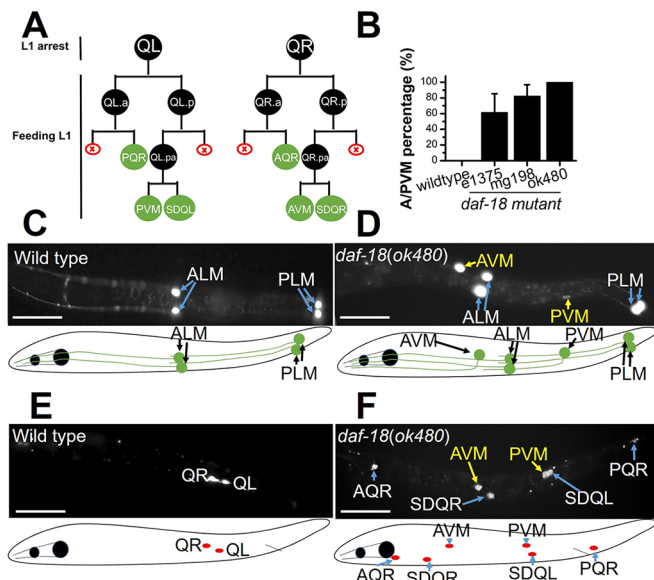 A
L1 arrest
QL
QR
QL.a
QL.p
QR.a
QR.p
Feeding L1
x
PQR
QL.pa
x
x
AQR
QR.pa
x
PVM
SDQL
AVM
SDQR
B
A/PVM percentage (%)
100
80
60
40
20
0
wildtype
e1375
mg198
ok480
daf-18 mutant
C
Wild type
ALM
PLM
ALM
PLM
D
daf-18(ok480)
AVM
PLM
ALM
PVM
ALM
AVM
PVM
PLM
E
Wild type
QR
QL
QR
QL
F
daf-18(ok480)
AVM
PVM
PQR
AQR
SDQR
SDQL
AVM
PVM
AQR
SDQR
SDQL
PQR